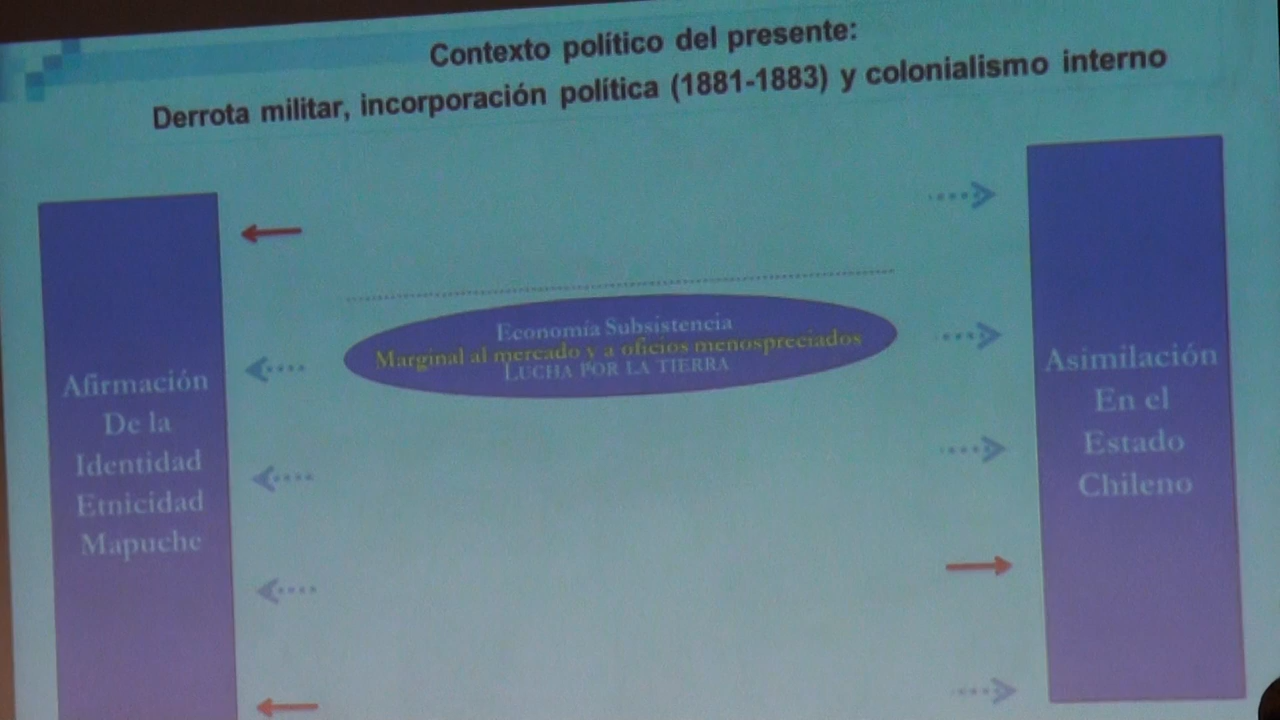 Contexto político del presente:
Derrota militar, incorporación política (1881-1883) y colonialismo interno
Economía Subsistencia
Marginal al mercado y a oficios menospreciados
LUCHA POR LA TIERRA
Afirmación
De la
Identidad
Etnicidad
Mapuche
Asimilación
En el
Estado
Chileno